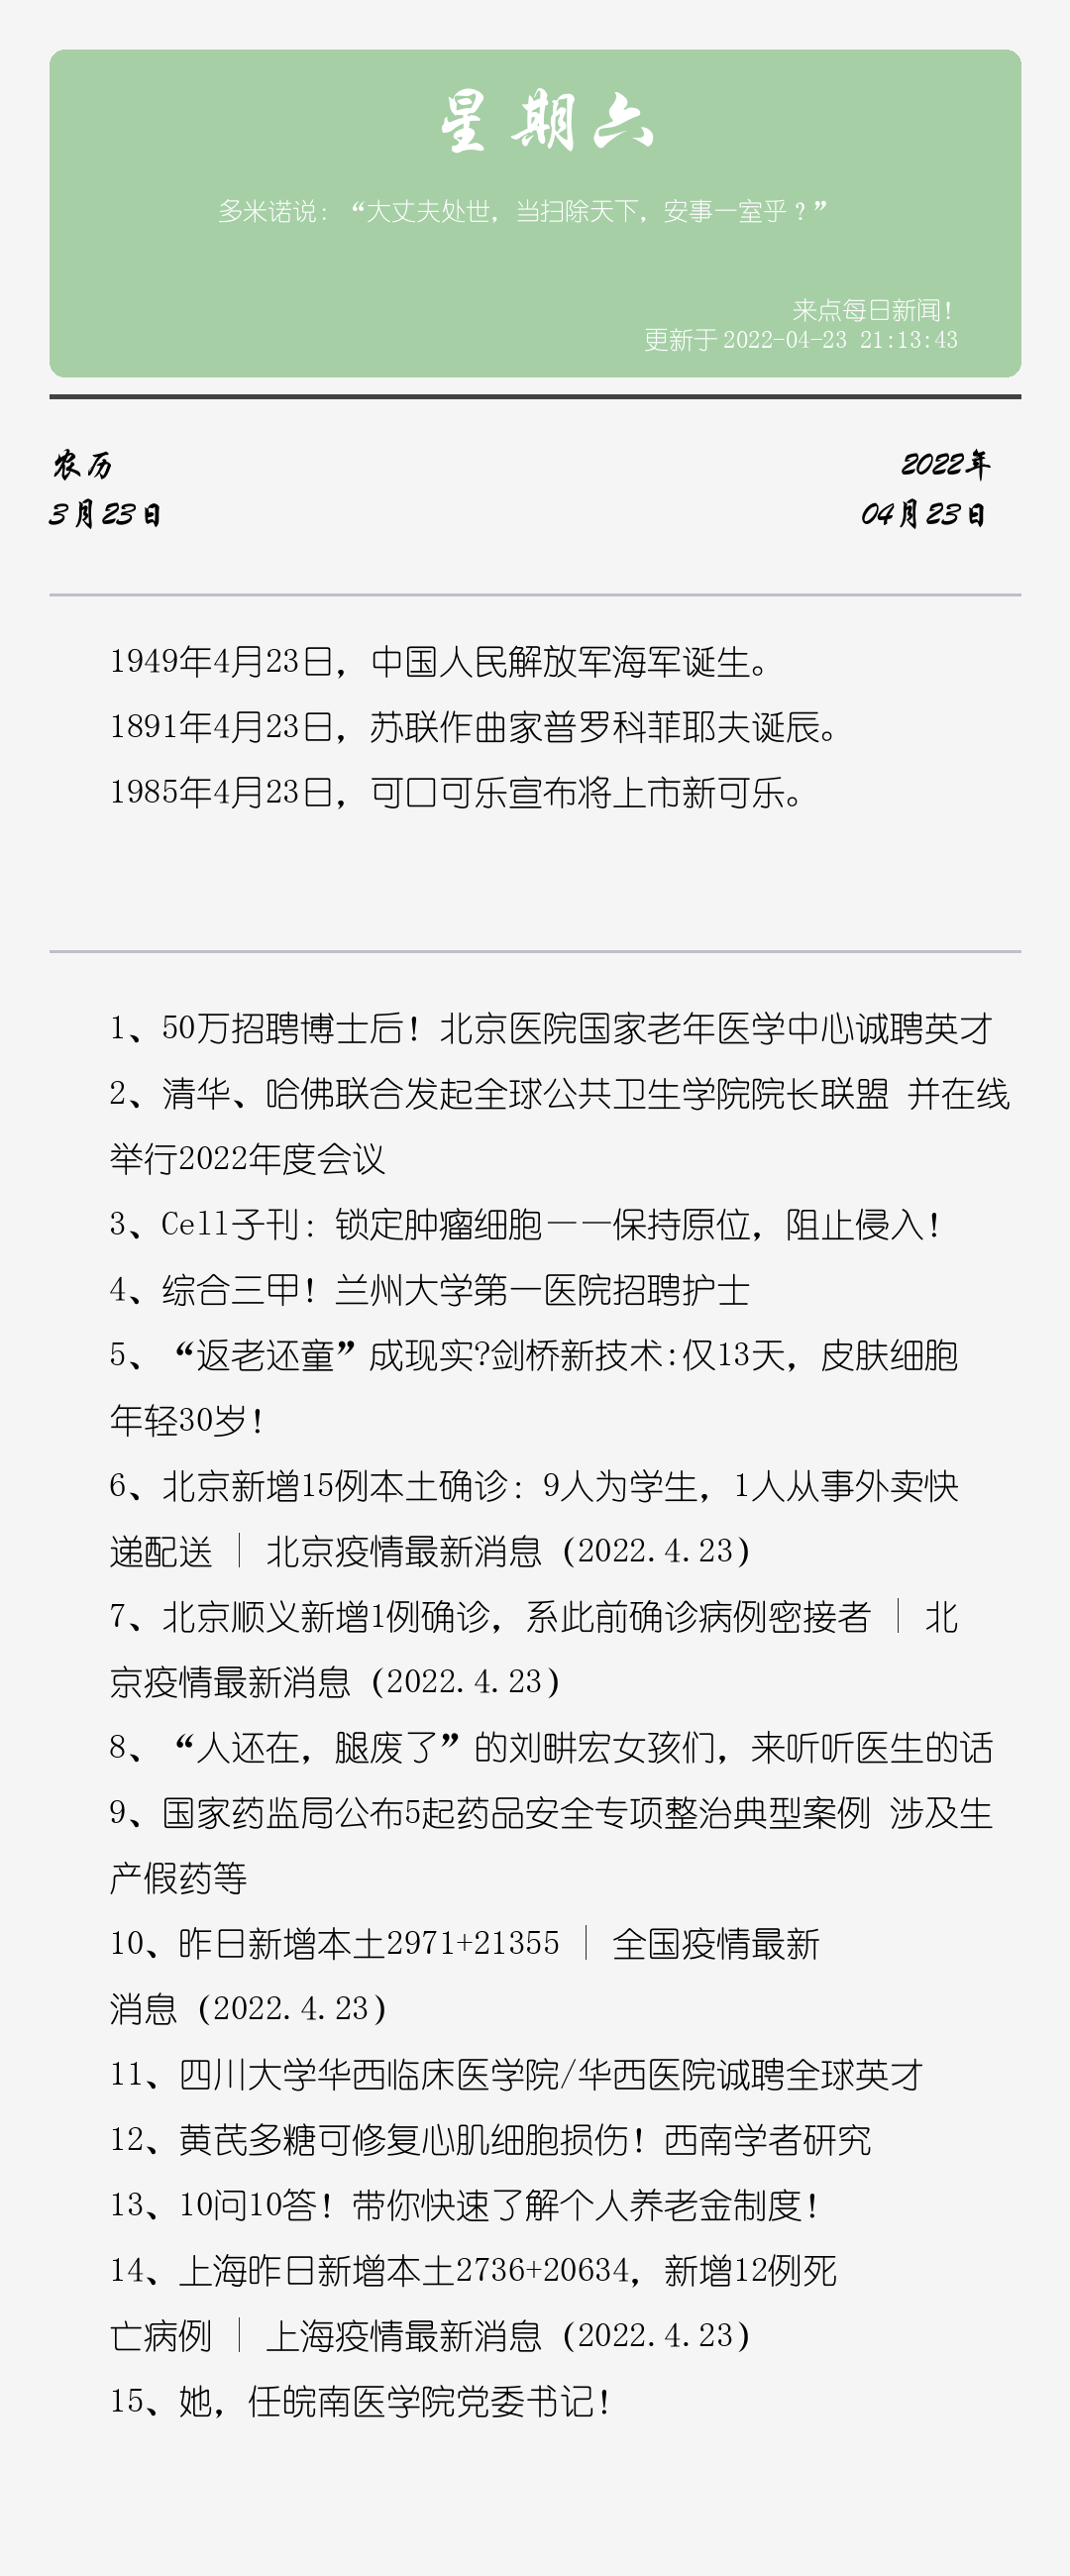 星期六
多米诺说：“大丈夫处世，当扫除天下，安事一室乎？”
来点每日新闻！
更新于 2022-04-23 21:13:43
农历
2022年
3月23日
04月23日
1949年4月23日，中国人民解放军海军诞生。
1891年4月23日，苏联作曲家普罗科菲耶夫诞辰。
1985年4月23日，可口可乐宣布将上市新可乐。
1、50万招聘博士后！北京医院国家老年医学中心诚聘英才
2、清华、哈佛联合发起全球公共卫生学院院长联盟 并在线
举行2022年度会议
3、Cell子刊：锁定肿瘤细胞——保持原位，阻止侵入！
4、综合三甲！兰州大学第一医院招聘护士
5、“返老还童”成现实?剑桥新技术:仅13天，皮肤细胞
年轻30岁！
6、北京新增15例本土确诊：9人为学生，1人从事外卖快
递配送 | 北京疫情最新消息（2022.4.23）
7、北京顺义新增1例确诊，系此前确诊病例密接者 | 北
京疫情最新消息（2022.4.23）
8、“人还在，腿废了”的刘畊宏女孩们，来听听医生的话
9、国家药监局公布5起药品安全专项整治典型案例 涉及生
产假药等
10、昨日新增本土2971+21355 | 全国疫情最新
消息（2022.4.23）
11、四川大学华西临床医学院/华西医院诚聘全球英才
12、黄芪多糖可修复心肌细胞损伤！西南学者研究
13、10问10答！带你快速了解个人养老金制度！
14、上海昨日新增本土2736+20634，新增12例死
亡病例 | 上海疫情最新消息（2022.4.23）
15、她，任皖南医学院党委书记！